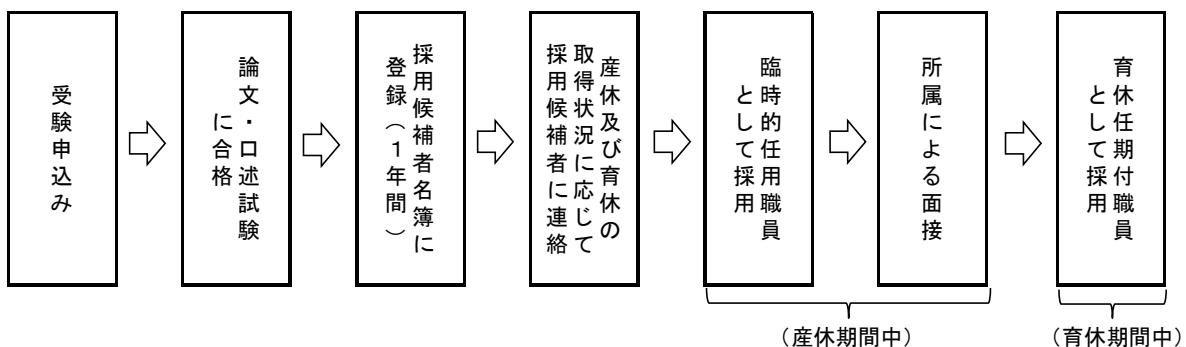 受験申込み
論文・口述試験
に合格
採用候補者名簿に
登録（１年間）
産休及び育休の
取得状況に応じて
採用候補者に連絡
臨時的任用職員
として採用
所属による面接
育休任期付職員
として採用
（産休期間中）
（育休期間中）